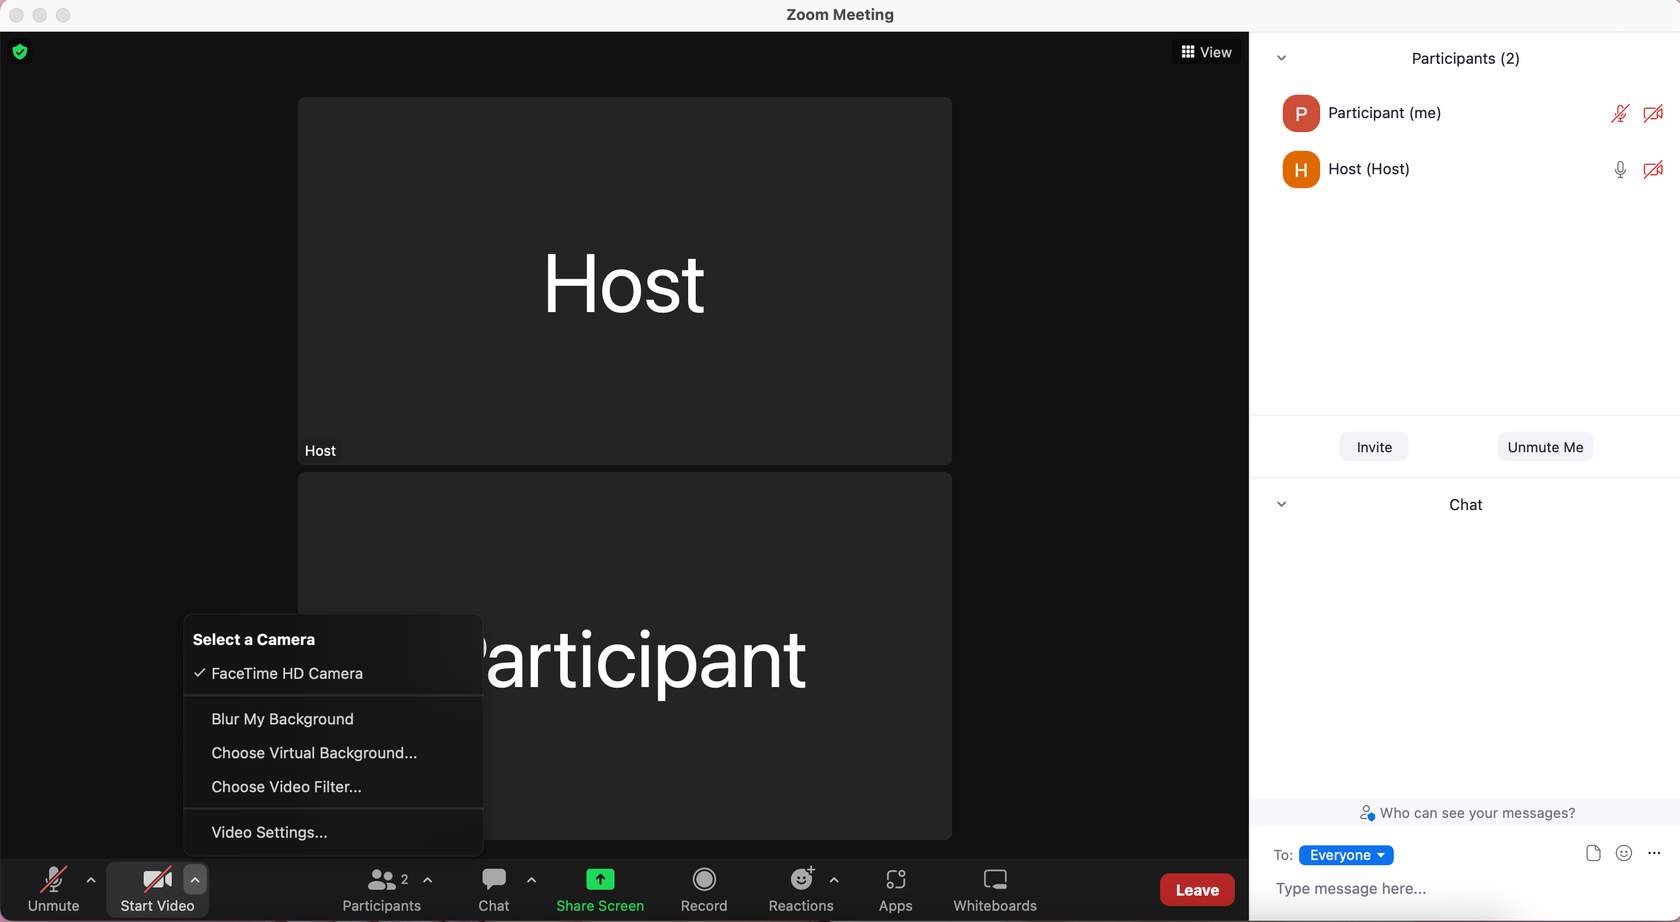 Zoom Meeting
View
Host
Host
Participant
Select a Camera
✓ FaceTime HD Camera
Blur My Background
Choose Virtual Background...
Choose Video Filter...
Video Settings...
Unmute
Start Video
2
Participants
Chat
Share Screen
Record
Reactions
Apps
Whiteboards
Leave
Participants (2)
P Participant (me)
H Host (Host)
Invite
Unmute Me
Chat
Who can see your messages?
To: Everyone
Type message here...